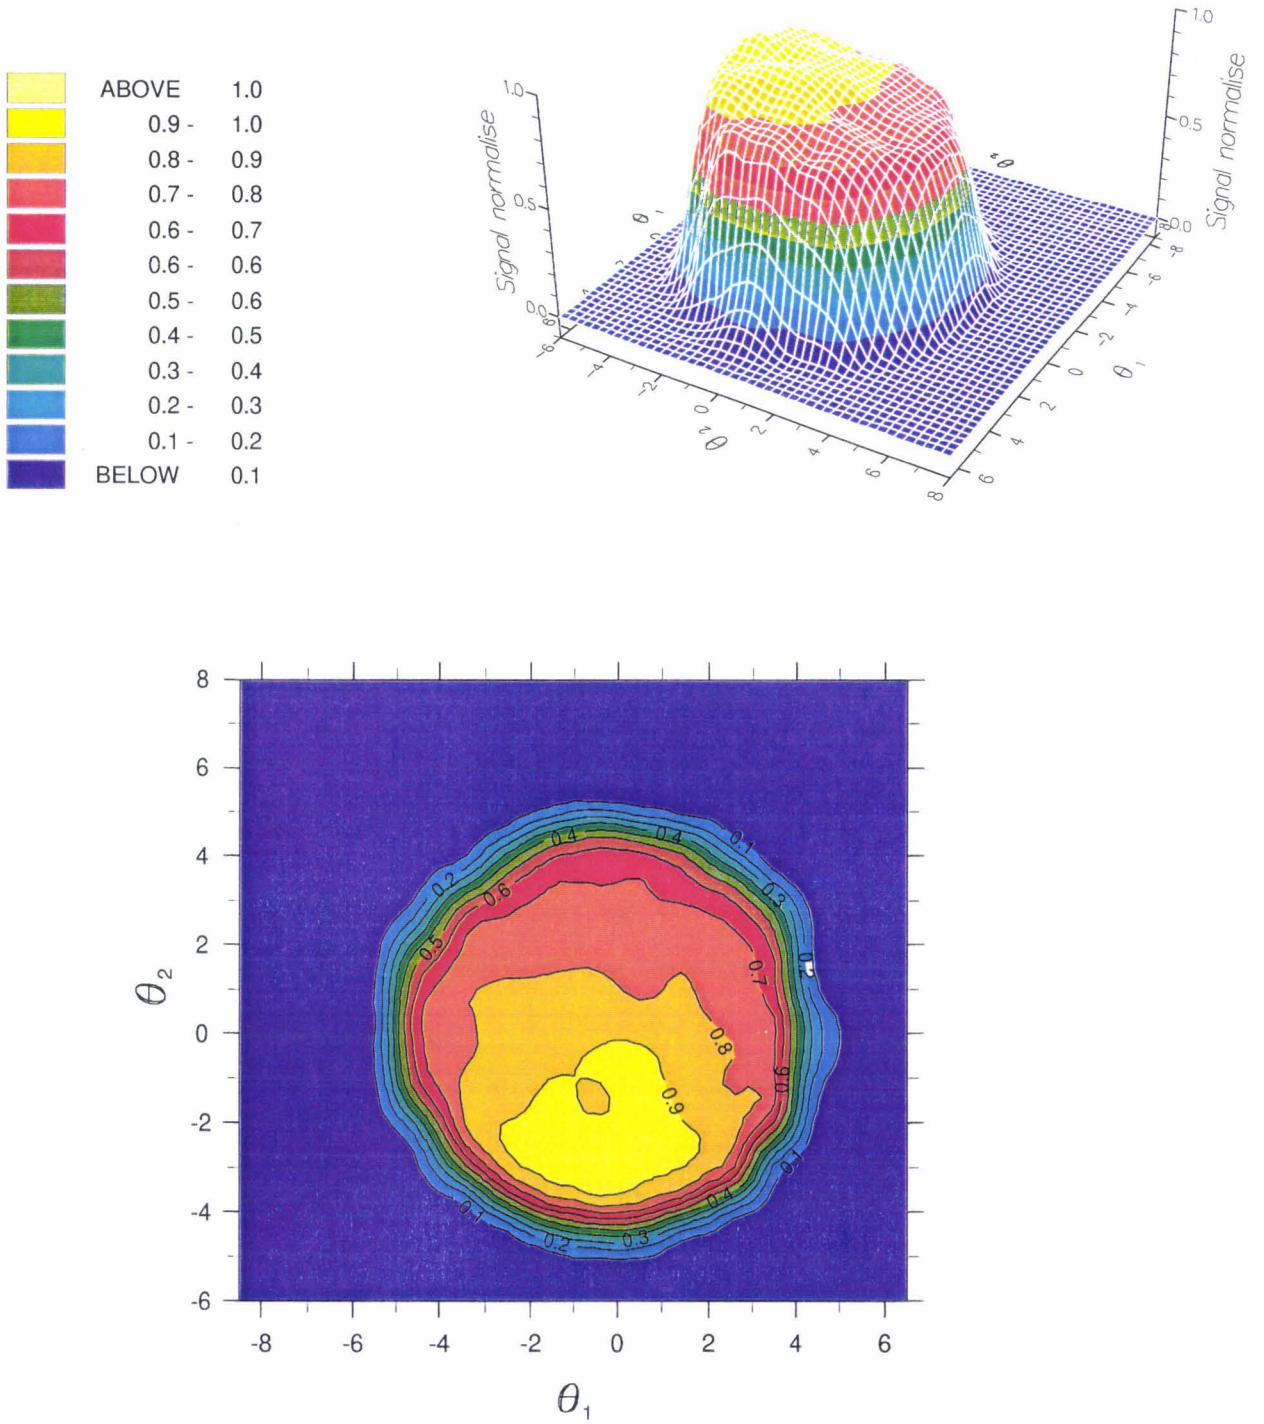 ABOVE 1.0
0.9 - 1.0
0.8 - 0.9
0.7 - 0.8
0.6 - 0.7
0.6 - 0.6
0.5 - 0.6
0.4 - 0.5
0.3 - 0.4
0.2 - 0.3
0.1 - 0.2
BELOW 0.1
1.0
0.5
0.0
Signal normalise
1.0
0.5
0.0
Signal normalise
θ 1
θ 2
-6 -4 -2 0 2 4 6 8
θ 2
-8 -6 -4 -2 0 2 4 6
θ 1
8
6
4
2
0
-2
-4
-6
θ 2
0.4 0.4 0.1
0.2 0.6 0.3
0.5 0.7
0.8
0.9 0.6
0.1 0.4 0.1
0.2 0.3
-8 -6 -4 -2 0 2 4 6
θ 1